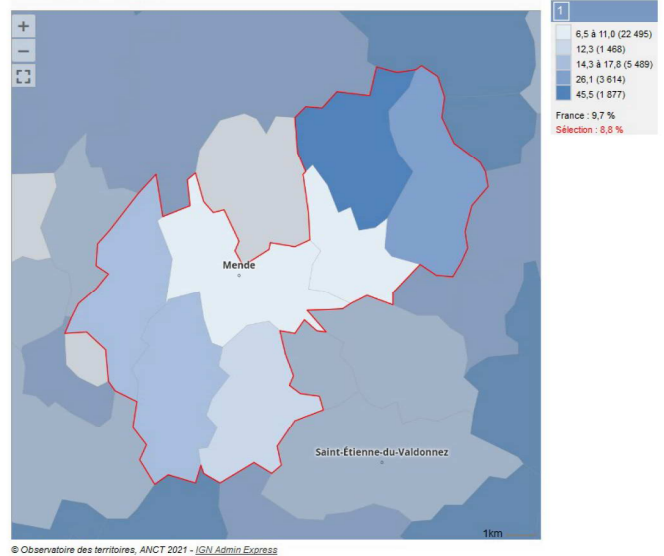 1
6,5 à 11,0 (22 495)
12,3 (1 468)
14,3 à 17,8 (5 489)
26,1 (3 614)
45,5 (1 877)
France : 9,7 %
Sélection : 8,8 %
Mende
Saint-Étienne-du-Valdonnez
1km
© Observatoire des territoires, ANCT 2021 - IGN Admin Express